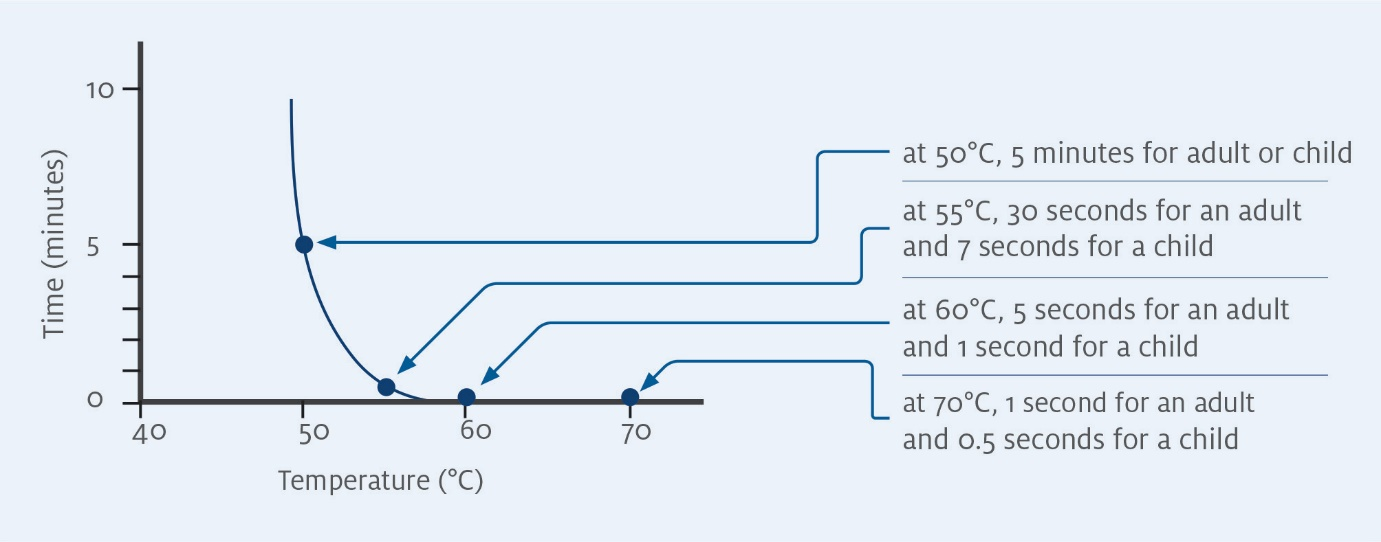 10
5
0
Time (minutes)
40
50
60
70
Temperature (°C)
at 50°C, 5 minutes for adult or child
at 55°C, 30 seconds for an adult
and 7 seconds for a child
at 60°C, 5 seconds for an adult
and 1 second for a child
at 70°C, 1 second for an adult
and 0.5 seconds for a child